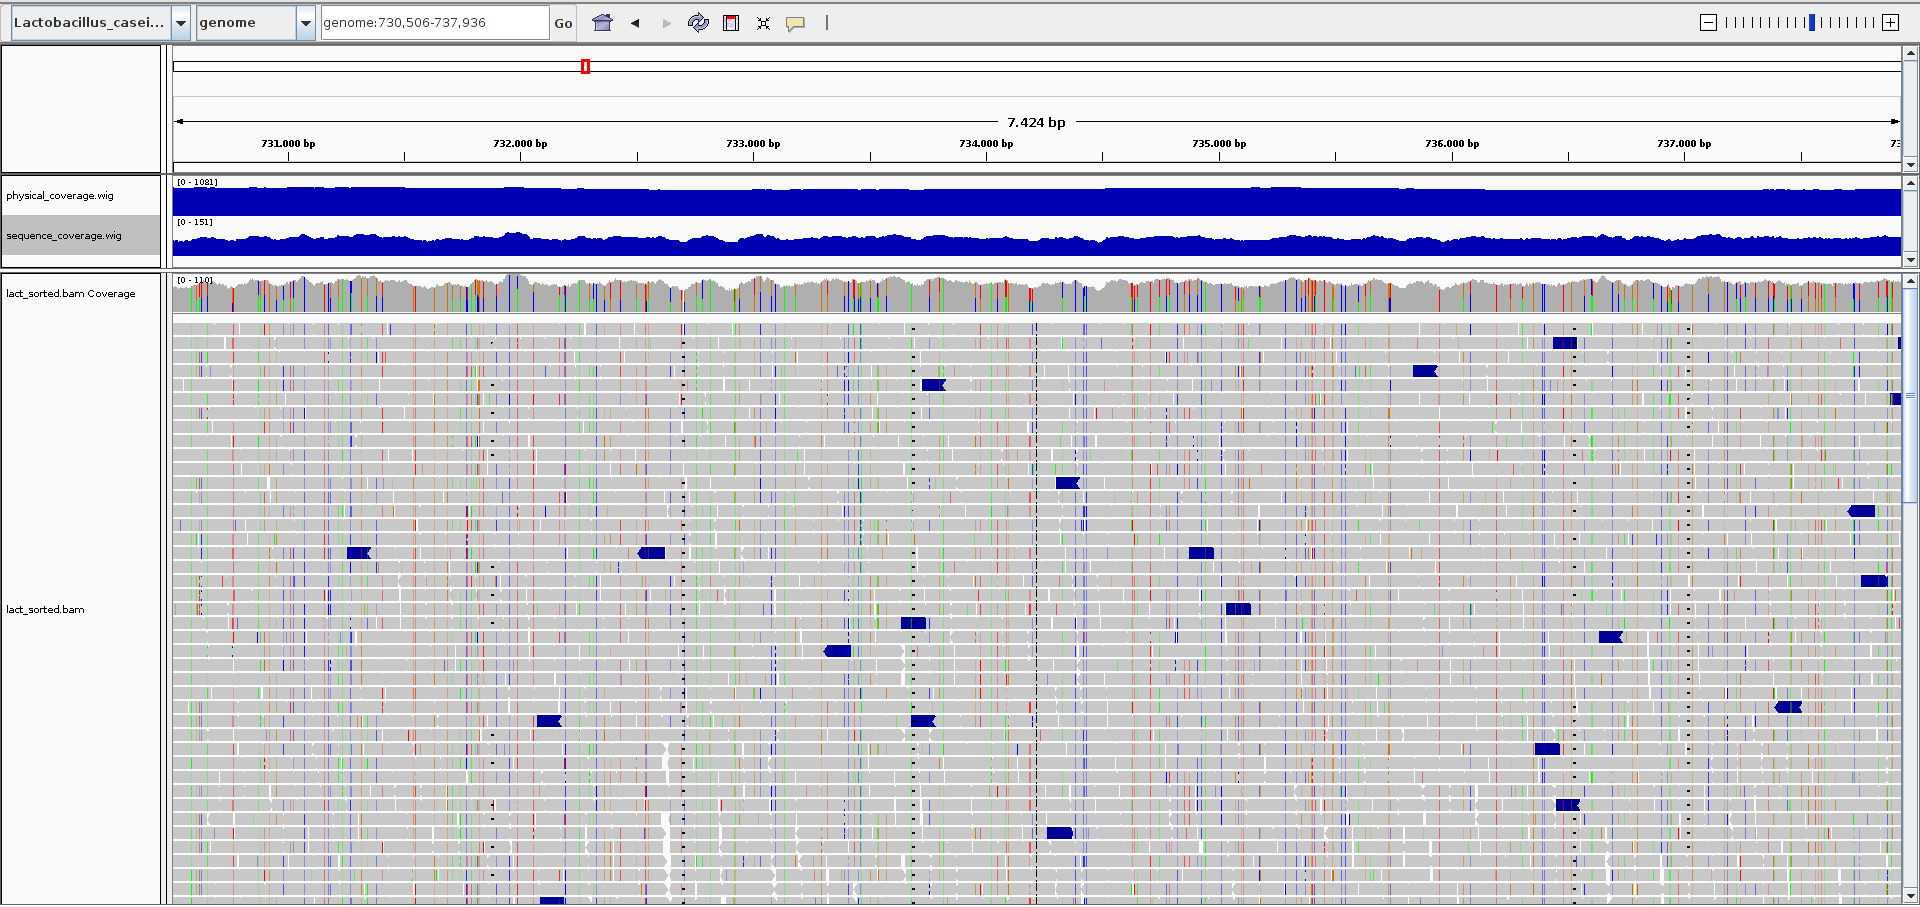 Lactobacillus_casei... genome genome:730,506-737,936 Go
7.424 bp
731.000 bp 732.000 bp 733.000 bp 734.000 bp 735.000 bp 736.000 bp 737.000 bp 73
[0 - 1081]
physical_coverage.wig
[0 - 151]
sequence_coverage.wig
[0 - 110]
lact_sorted.bam Coverage
lact_sorted.bam